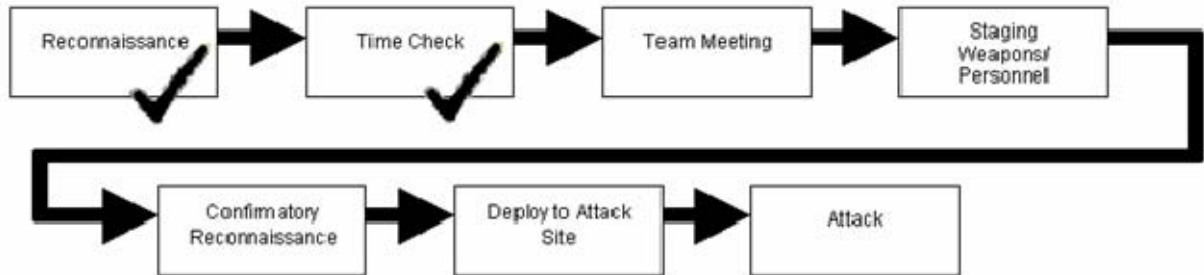 Reconnaissance
Time Check
Team Meeting
Staging
Weapons/
Personnell
Confirmatory
Reconnaissance
Deploy to Attack
Site
Attack